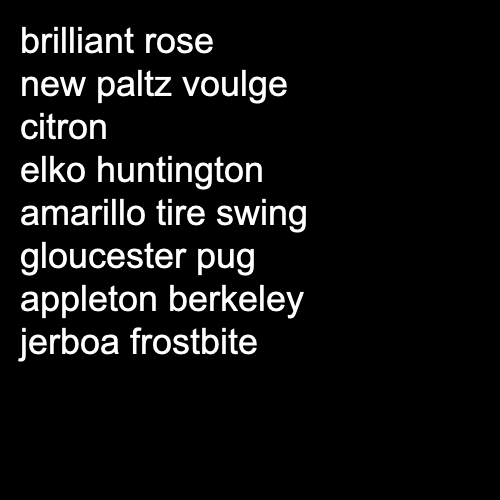 brilliant rose
new paltz voulge
citron
elko huntington
amarillo tire swing
gloucester pug
appleton berkeley
jerboa frostbite